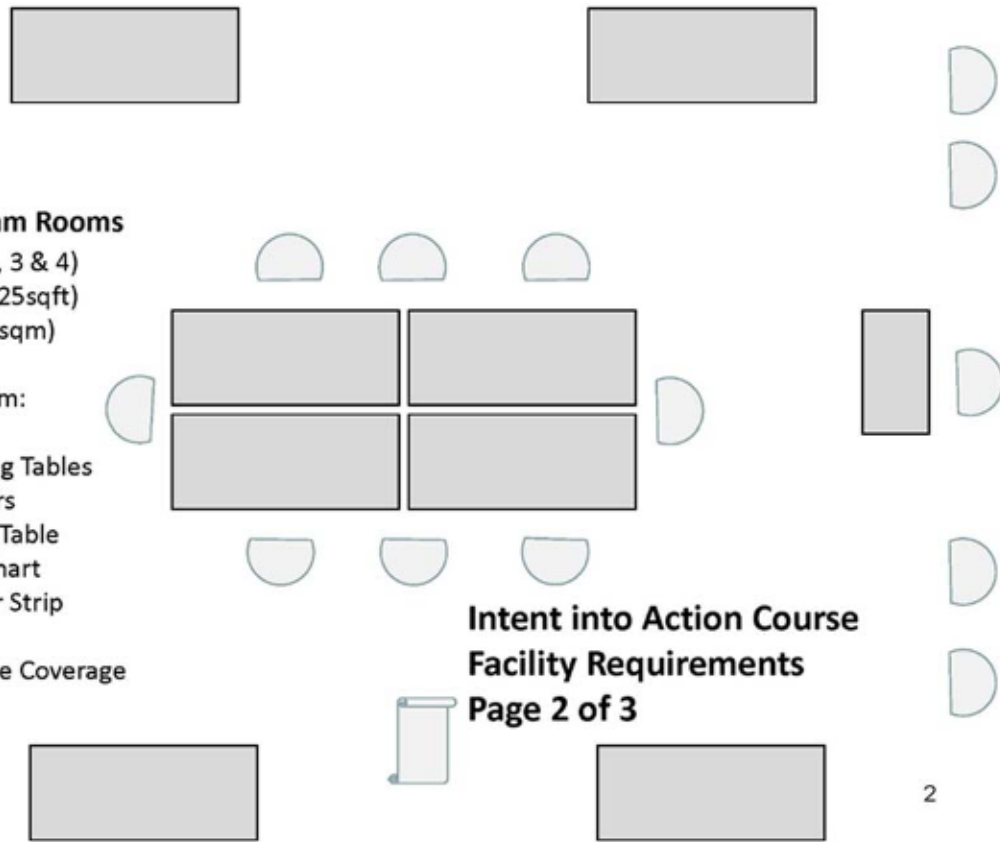 am Rooms
, 3 & 4)
25sqft)
sqm)
m:
g Tables
rs
Table
hart
r Strip
e Coverage
Intent into Action Course
Facility Requirements
Page 2 of 3
2